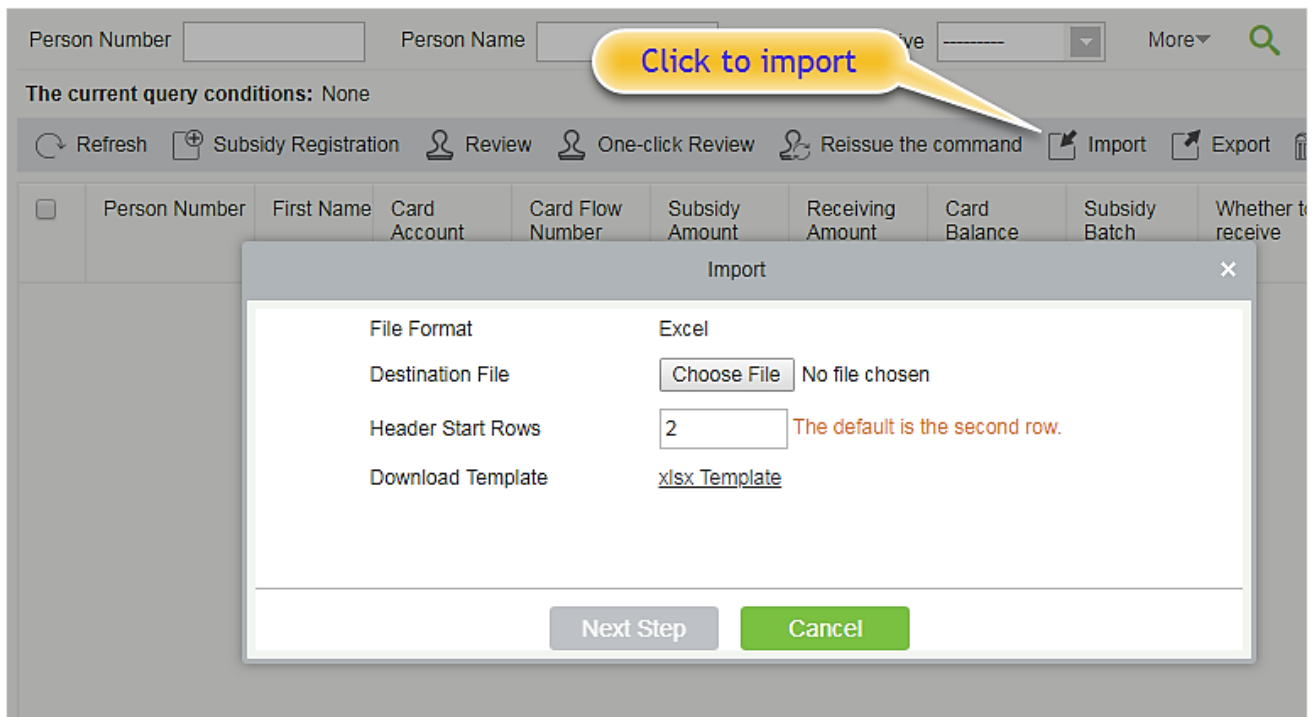 Person Number
Person Name
ve
---------
More
Click to import
The current query conditions: None
Refresh
Subsidy Registration
Review
One-click Review
Reissue the command
Import
Export
Person Number
First Name
Card
Account
Card Flow
Number
Subsidy
Amount
Receiving
Amount
Card
Balance
Subsidy
Batch
Whether to
receive
Import
×
File Format
Excel
Destination File
Choose File
No file chosen
Header Start Rows
2
The default is the second row.
Download Template
xlsx Template
Next Step
Cancel